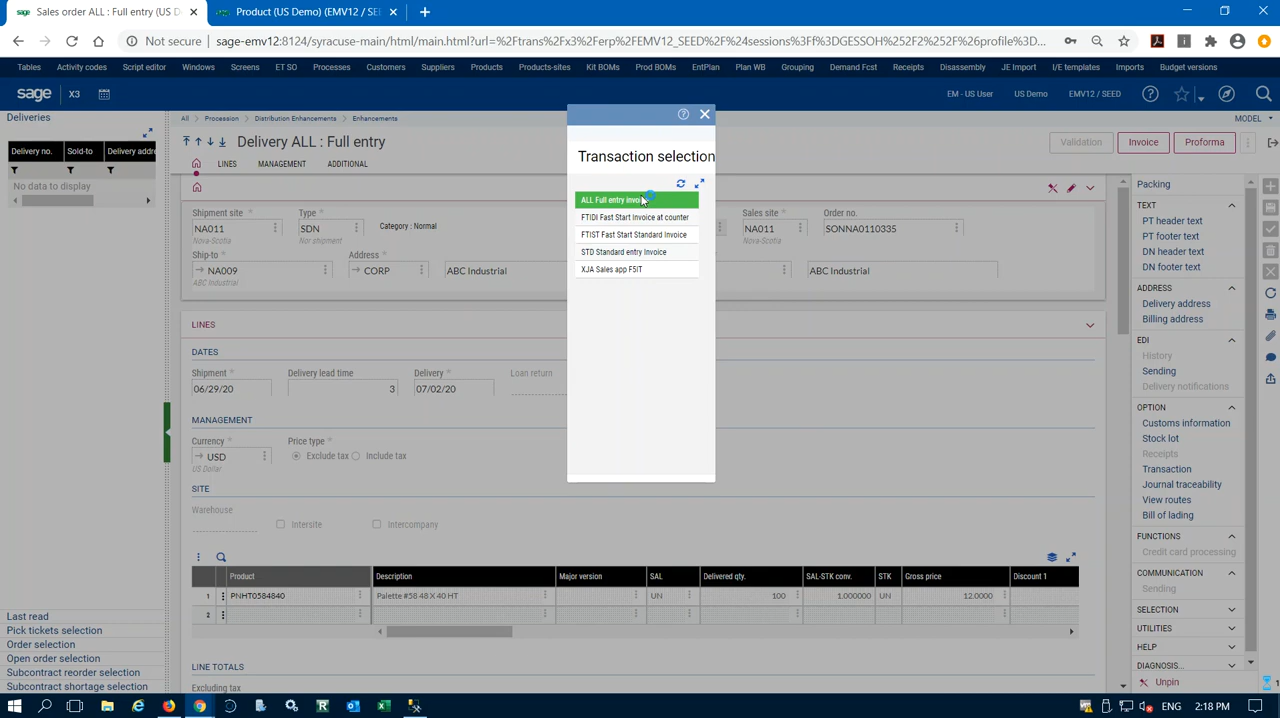 Sales order ALL : Full entry (US D
Product (US Demo) (EMV12 / SEED
Not secure
sage-emv12:8124/syracuse-main/html/main.html?url=%2Ftrans%2Fx3%2Ferp%2FEMV12_SEED%2F%24sessions%3Ff%3DGESSOH%252F2%252F%26profile%3D...
Tables Activity codes Script editor Windows Screens ET SO Processes Customers Suppliers Products Products-sites Kit BOMs Prod BOMs EntPlan Plan WB Grouping Demand Fcst Receipts Disassembly JE Import I/E templates Imports Budget versions
sage X3
EM - US User US Demo EMV12 / SEED
Deliveries
All Procession Distribution Enhancements Enhancements
MODEL
Delivery ALL : Full entry
Validation Invoice Proforma
Delivery no. Sold-to Delivery addre
LINES MANAGEMENT ADDITIONAL
No data to display
Transaction selection
ALL Full entry invoi
FTIDI Fast Start Invoice at counter
FTIST Fast Start Standard Invoice
STD Standard entry Invoice
XJA Sales app F5IT
Shipment site * Type * Category : Normal Sales site * Order no.
NA011 SDN NA011 SONNA0110335
Nova-Scotia Nor shipment Nova-Scotia
Ship-to * Address *
NA009 CORP ABC Industrial ABC Industrial
ABC Industrial
LINES
DATES
Shipment * Delivery lead time Delivery * Loan return
06/29/20 3 07/02/20
MANAGEMENT
Currency * Price type *
USD Exclude tax Include tax
US Dollar
SITE
Warehouse
Intersite Intercompany
Product Description Major version SAL Delivered qty. SAL-STK conv. STK Gross price Discount 1
1 PNHT0584840 Palette #58 48 X 40 HT UN 100 1.000000 UN 12.0000
2
LINE TOTALS
Excluding tax
Last read
Pick tickets selection
Order selection
Open order selection
Subcontract reorder selection
Subcontract shortage selection
Packing
TEXT
PT header text
PT footer text
DN header text
DN footer text
ADDRESS
Delivery address
Billing address
EDI
History
Sending
Delivery notifications
OPTION
Customs information
Stock lot
Receipts
Transaction
Journal traceability
View routes
Bill of lading
FUNCTIONS
Credit card processing
COMMUNICATION
Sending
SELECTION
UTILITIES
HELP
DIAGNOSIS...
Unpin
1
ENG 2:18 PM